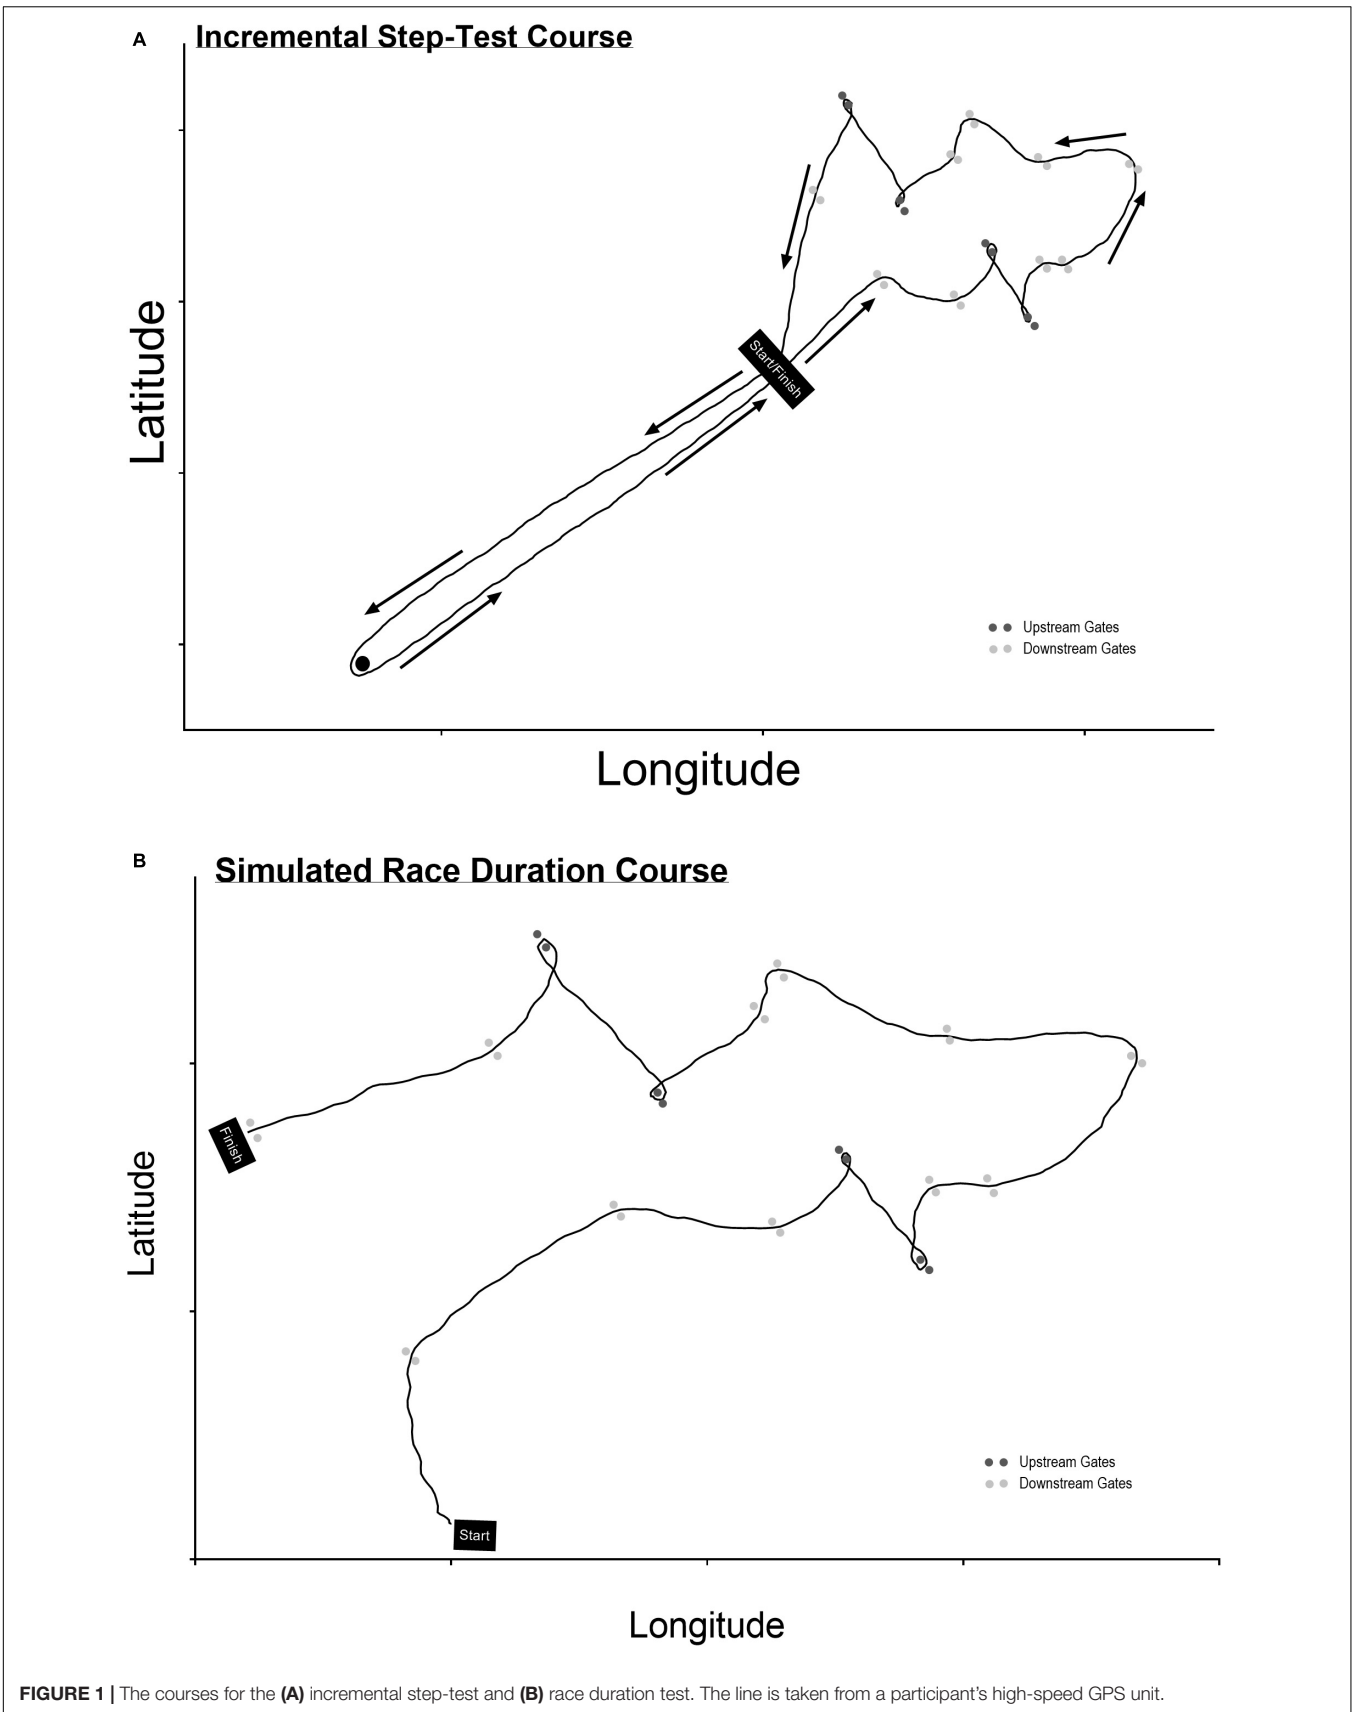 A
Incremental Step-Test Course
Latitude
Start/Finish
Upstream Gates
Downstream Gates
Longitude
B
Simulated Race Duration Course
Latitude
Finish
Upstream Gates
Downstream Gates
Start
Longitude
FIGURE 1 | The courses for the (A) incremental step-test and (B) race duration test. The line is taken from a participant's high-speed GPS unit.